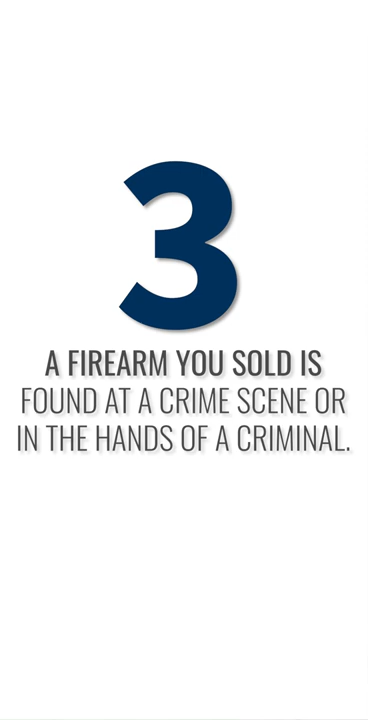 3
A FIREARM YOU SOLD IS
FOUND AT A CRIME SCENE OR
IN THE HANDS OF A CRIMINAL.